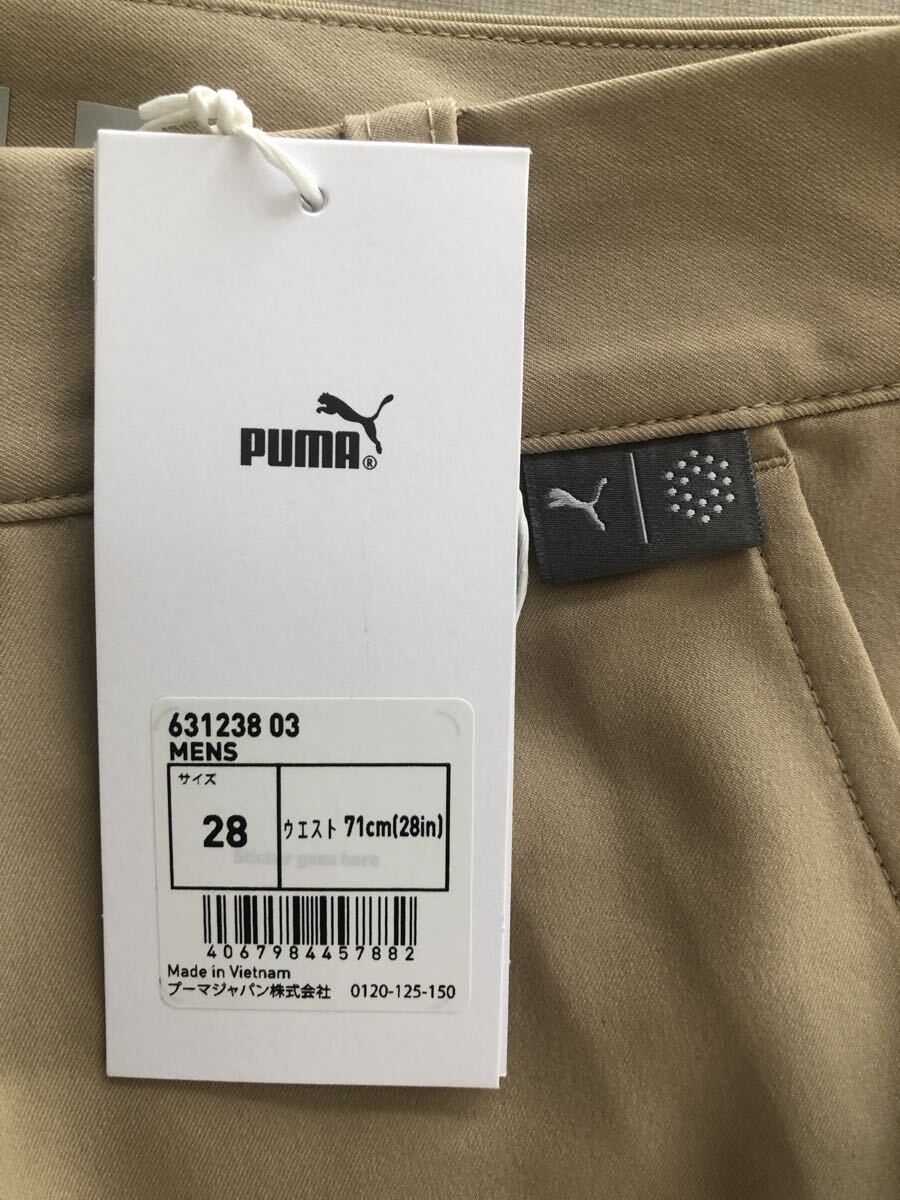 PUMA®
631238 03
MENS
サイズ
28
ウエスト 71cm(28in)
Sticker goes here
4067984457882
Made in Vietnam
プーマジャパン株式会社 0120-125-150